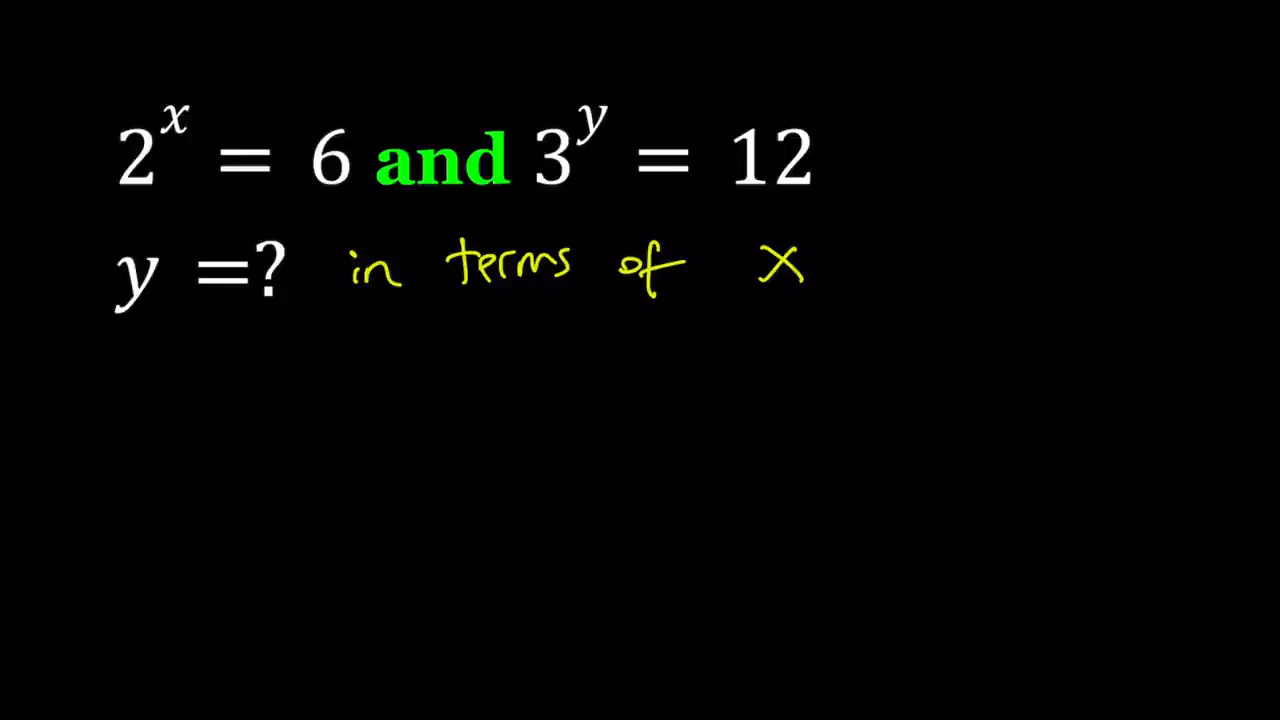 2^x = 6 and 3^y = 12
y =? in terms of x